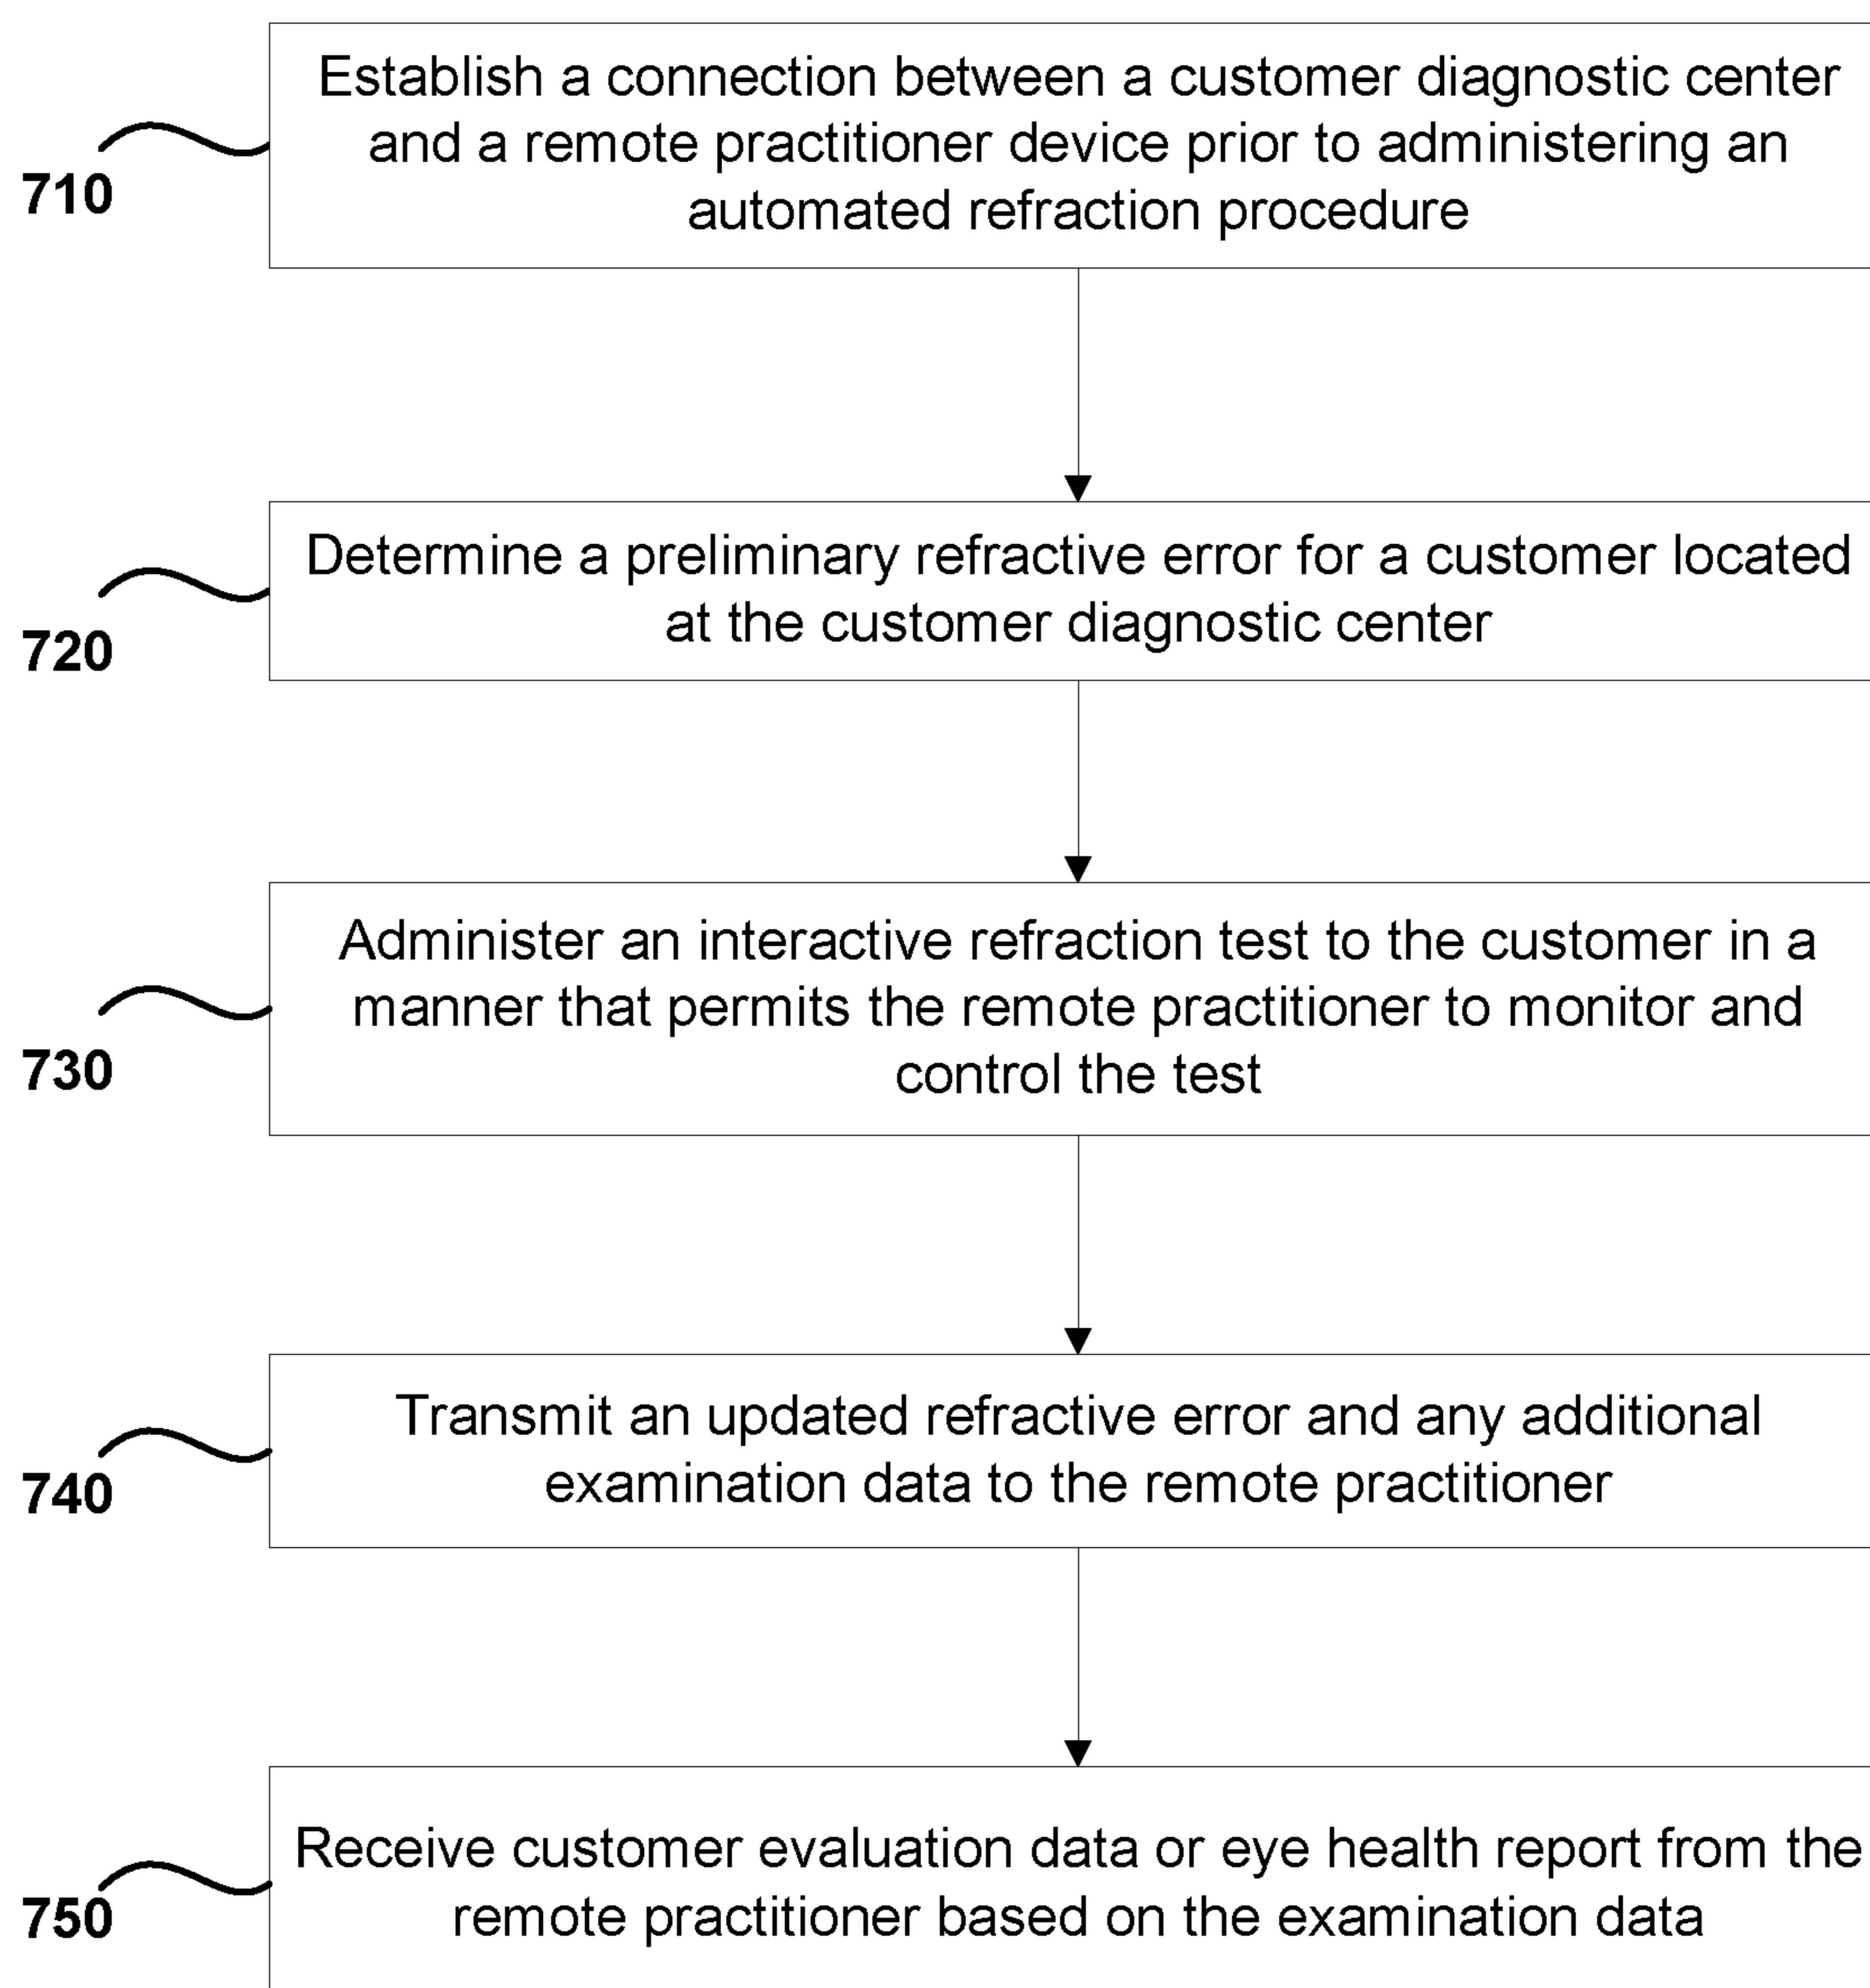 Establish a connection between a customer diagnostic center
and a remote practitioner device prior to administering an
automated refraction procedure
710
Determine a preliminary refractive error for a customer located
at the customer diagnostic center
720
Administer an interactive refraction test to the customer in a
manner that permits the remote practitioner to monitor and
control the test
730
Transmit an updated refractive error and any additional
examination data to the remote practitioner
740
Receive customer evaluation data or eye health report from the
remote practitioner based on the examination data
750